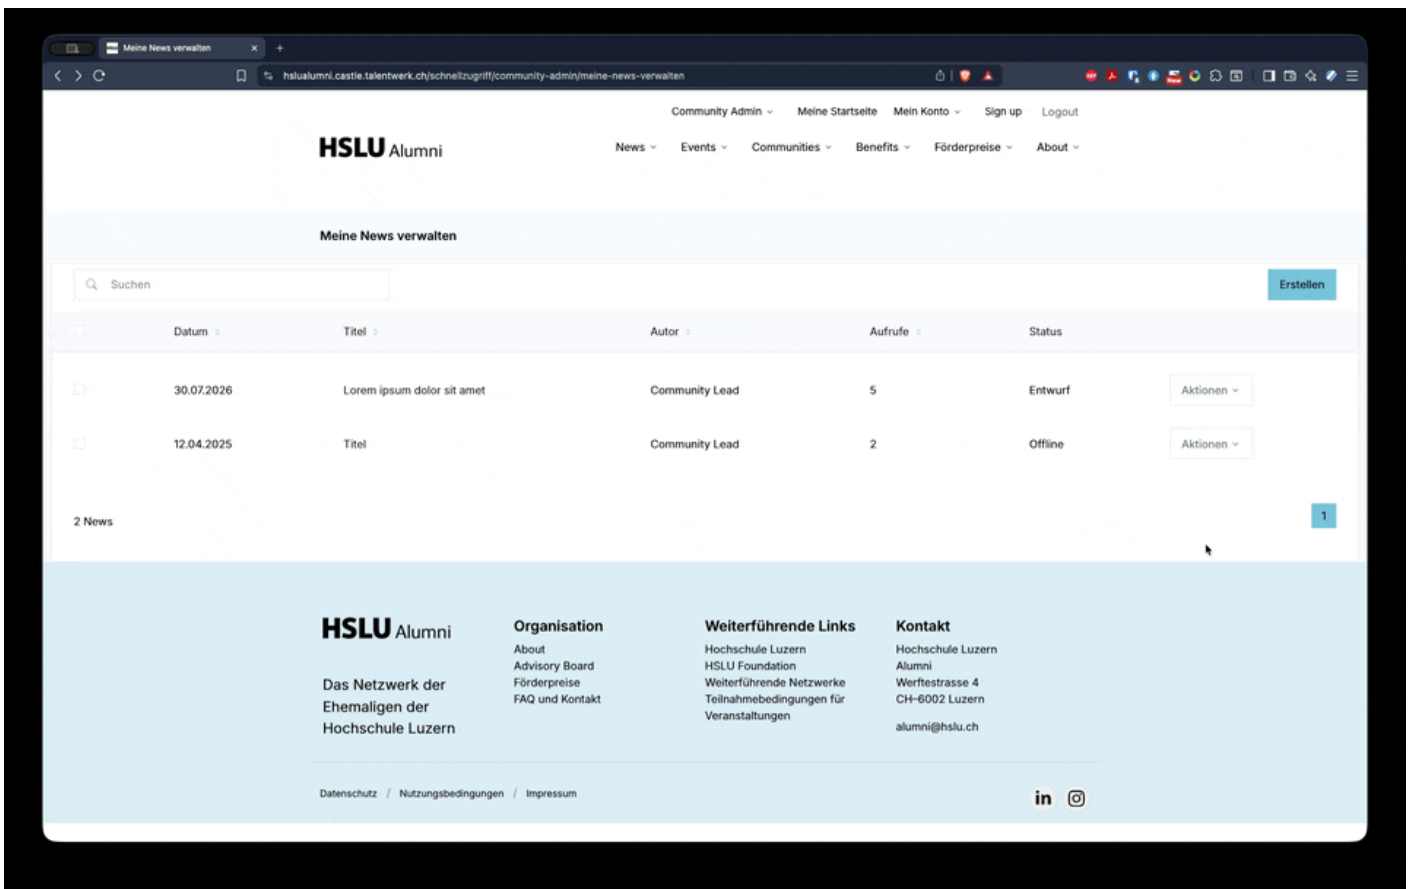 Meine News verwalten
hslualumni.castle.talentwerk.ch/schnellzugriff/community-admin/meine-news-verwalten
Community Admin Meine Startseite Mein Konto Sign up Logout
HSLU Alumni
News Events Communities Benefits Förderpreise About
Meine News verwalten
Suchen
Erstellen
Datum Titel Autor Aufrufe Status
30.07.2026 Lorem ipsum dolor sit amet Community Lead 5 Entwurf Aktionen
12.04.2025 Titel Community Lead 2 Offline Aktionen
2 News
1
HSLU Alumni
Das Netzwerk der
Ehemaligen der
Hochschule Luzern
Organisation
About
Advisory Board
Förderpreise
FAQ und Kontakt
Weiterführende Links
Hochschule Luzern
HSLU Foundation
Weiterführende Netzwerke
Teilnahmebedingungen für
Veranstaltungen
Kontakt
Hochschule Luzern
Alumni
Werftestrasse 4
CH-6002 Luzern
alumni@hslu.ch
Datenschutz / Nutzungsbedingungen / Impressum
in